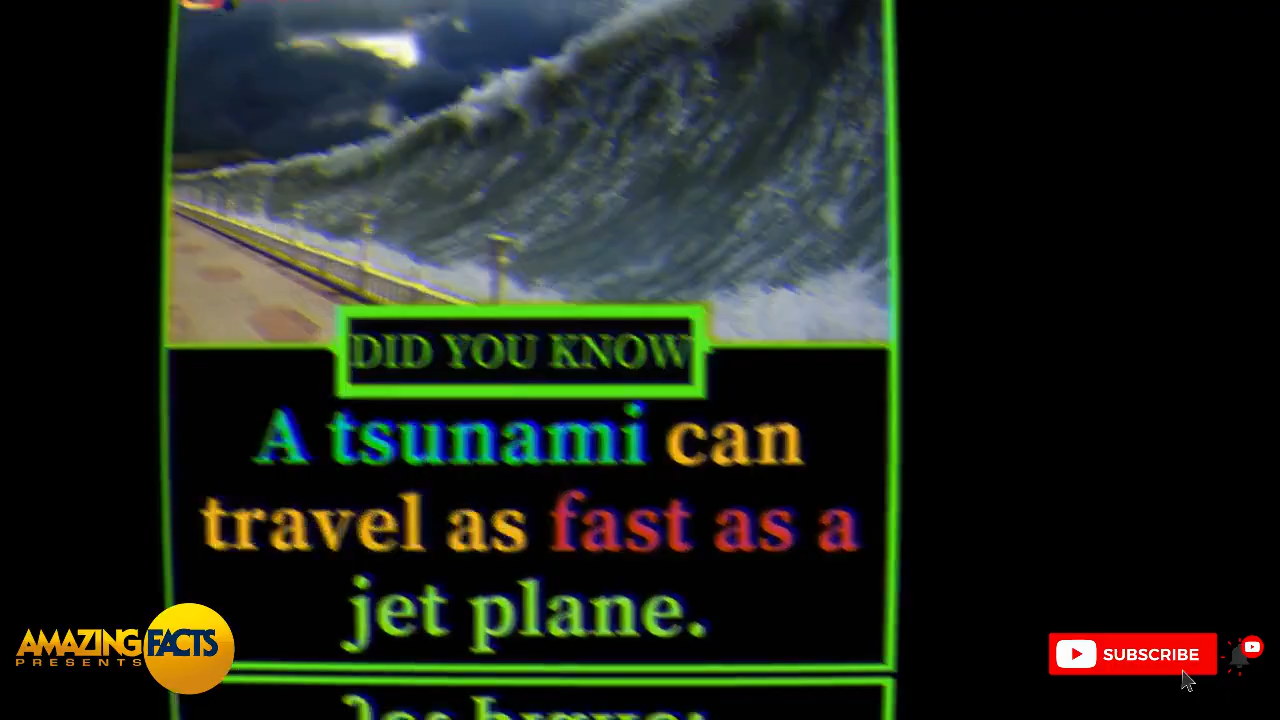 DID YOU KNOW
A tsunami can
travel as fast as a
jet plane.
AMAZING FACTS
PRESENTS
SUBSCRIBE